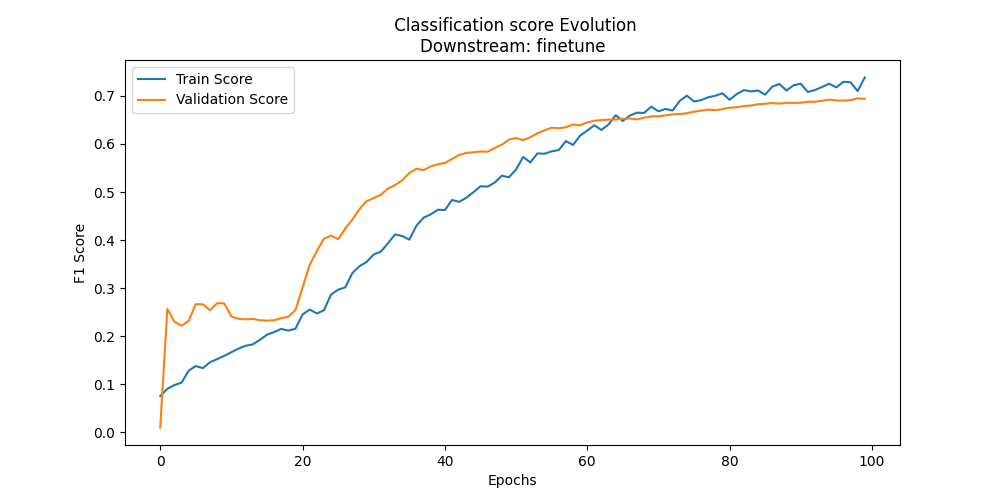 Classification score Evolution
Downstream: finetune
Train Score
Validation Score
F1 Score
0.7
0.6
0.5
0.4
0.3
0.2
0.1
0.0
0 20 40 60 80 100
Epochs